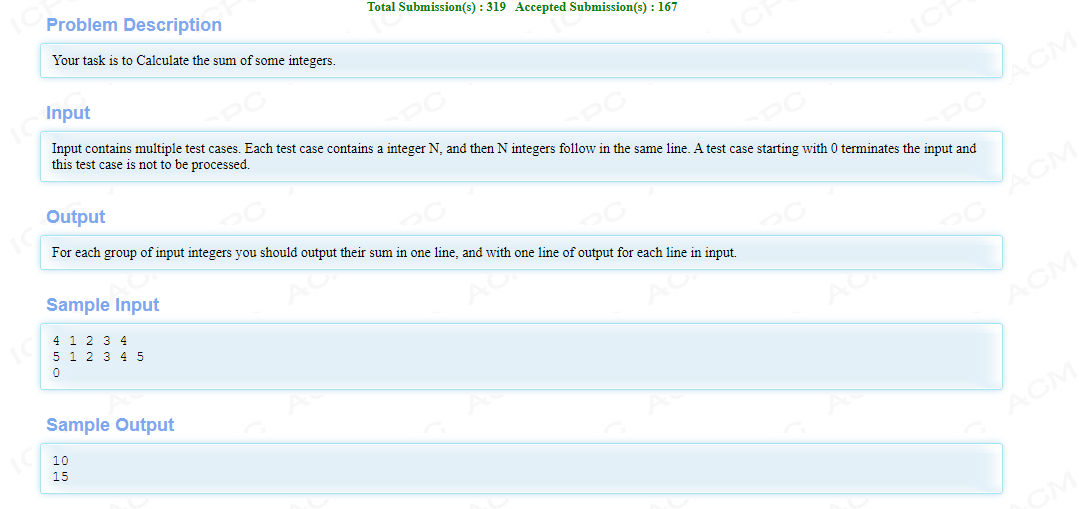 Total Submission(s) : 319 Accepted Submission(s) : 167
Problem Description
Your task is to Calculate the sum of some integers.
Input
Input contains multiple test cases. Each test case contains a integer N, and then N integers follow in the same line. A test case starting with 0 terminates the input and
this test case is not to be processed.
Output
For each group of input integers you should output their sum in one line, and with one line of output for each line in input.
Sample Input
4 1 2 3 4
5 1 2 3 4 5
0
Sample Output
10
15